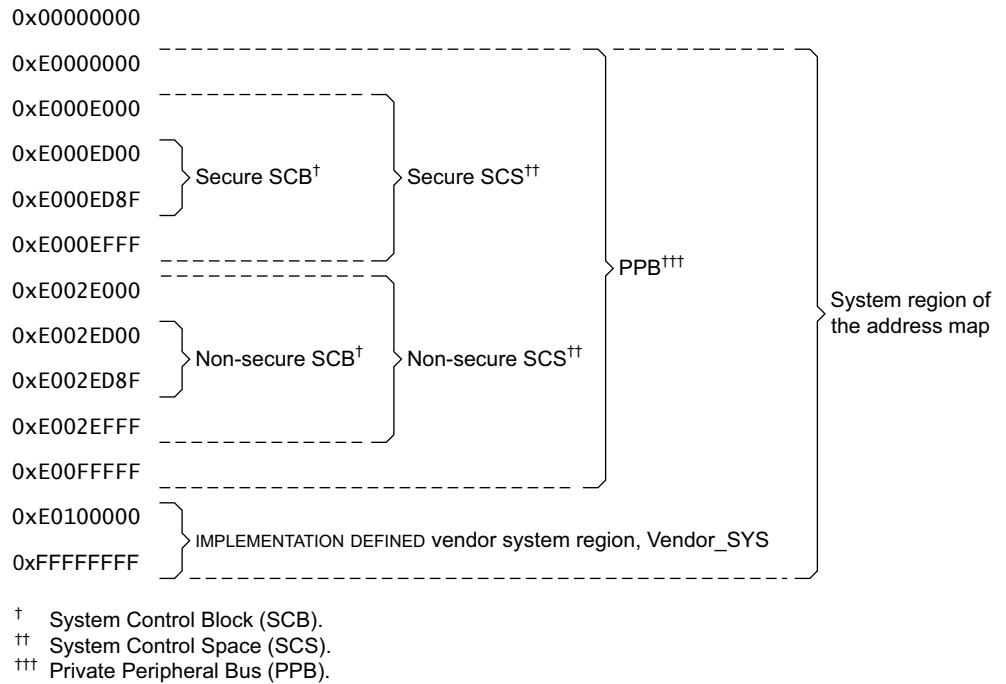 0x00000000
0xE0000000
0xE000E000
0xE000ED00
Secure SCB† Secure SCS††
0xE000ED8F
0xE000EFFF
PPB†††
0xE002E000
System region of
the address map
0xE002ED00
Non-secure SCB† Non-secure SCS††
0xE002ED8F
0xE002EFFF
0xE00FFFFF
0xE0100000
IMPLEMENTATION DEFINED vendor system region, Vendor_SYS
0xFFFFFFFF
† System Control Block (SCB).
†† System Control Space (SCS).
††† Private Peripheral Bus (PPB).